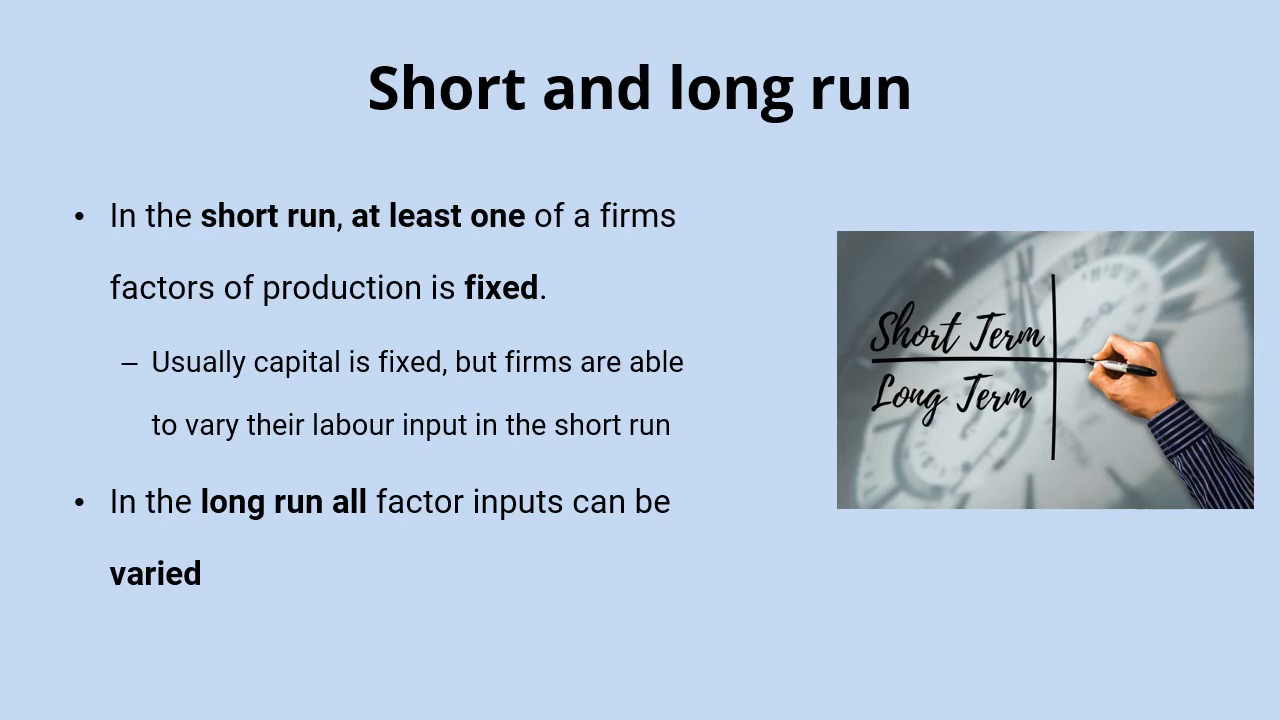 Short and long run
• In the short run, at least one of a firms
factors of production is fixed.
– Usually capital is fixed, but firms are able
to vary their labour input in the short run
• In the long run all factor inputs can be
varied
Short Term
Long Term